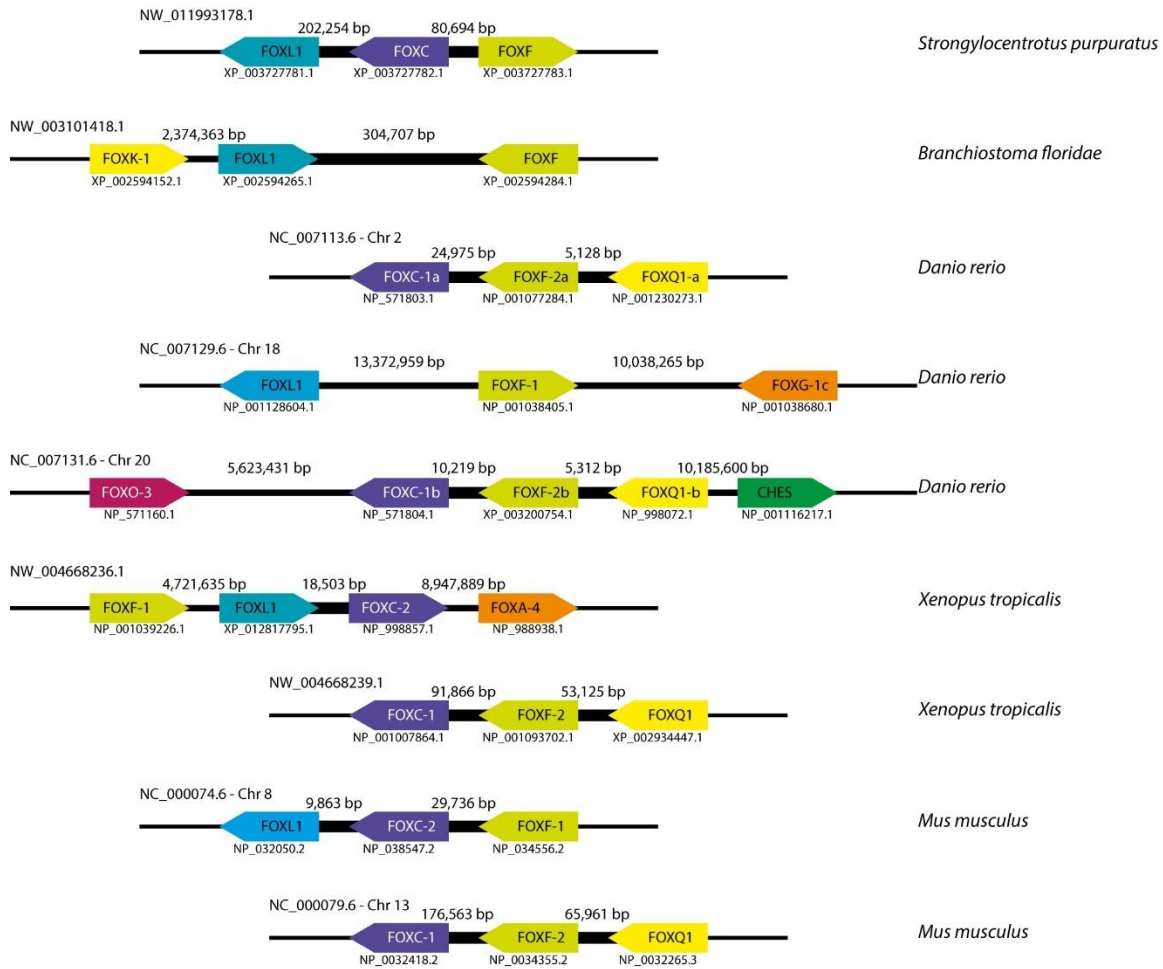 NW_011993178.1
202,254 bp 80,694 bp
FOXL1 FOXC FOXF
XP_003727781.1 XP_003727782.1 XP_003727783.1
Strongylocentrotus purpuratus
NW_003101418.1
2,374,363 bp 304,707 bp
FOXK-1 FOXL1 FOXF
XP_002594152.1 XP_002594265.1 XP_002594284.1
Branchiostoma floridae
NC_007113.6 - Chr 2
24,975 bp 5,128 bp
FOXC-1a FOXF-2a FOXQ1-a
NP_571803.1 NP_001077284.1 NP_001230273.1
Danio rerio
NC_007129.6 - Chr 18
13,372,959 bp 10,038,265 bp
FOXL1 FOXF-1 FOXG-1c
NP_001128604.1 NP_001038405.1 NP_001038680.1
Danio rerio
NC_007131.6 - Chr 20
5,623,431 bp 10,219 bp 5,312 bp 10,185,600 bp
FOXO-3 FOXC-1b FOXF-2b FOXQ1-b CHES
NP_571160.1 NP_571804.1 XP_003200754.1 NP_998072.1 NP_001116217.1
Danio rerio
NW_004668236.1
4,721,635 bp 18,503 bp 8,947,889 bp
FOXF-1 FOXL1 FOXC-2 FOXA-4
NP_001039226.1 XP_012817795.1 NP_998857.1 NP_988938.1
Xenopus tropicalis
NW_004668239.1
91,866 bp 53,125 bp
FOXC-1 FOXF-2 FOXQ1
NP_001007864.1 NP_001093702.1 XP_002934447.1
Xenopus tropicalis
NC_000074.6 - Chr 8
9,863 bp 29,736 bp
FOXL1 FOXC-2 FOXF-1
NP_032050.2 NP_038547.2 NP_034556.2
Mus musculus
NC_000079.6 - Chr 13
176,563 bp 65,961 bp
FOXC-1 FOXF-2 FOXQ1
NP_0032418.2 NP_0034355.2 NP_0032265.3
Mus musculus